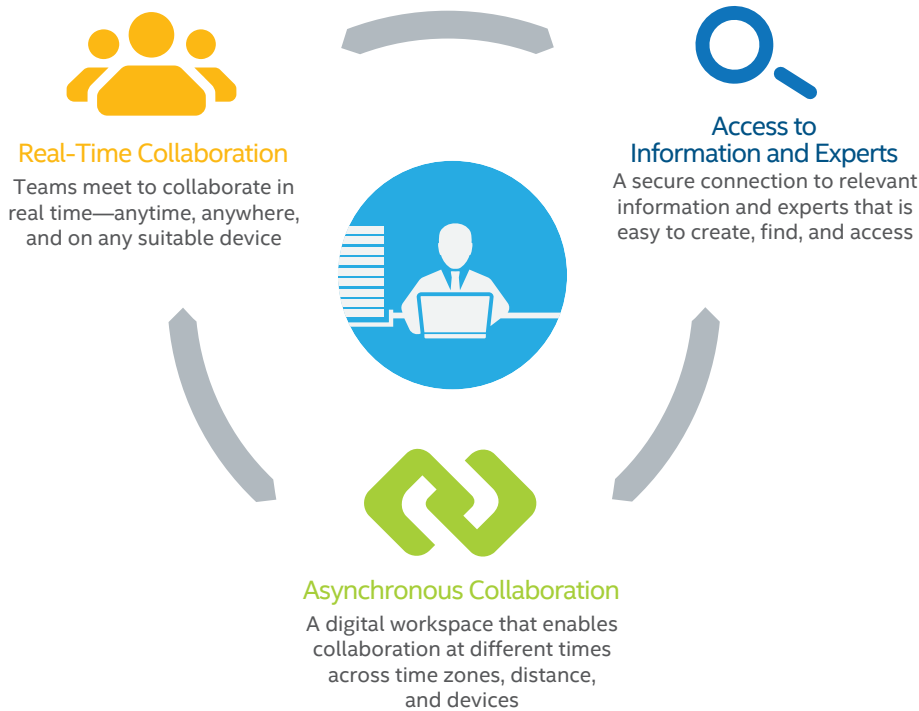 Real-Time Collaboration
Teams meet to collaborate in
real time—anytime, anywhere,
and on any suitable device
Access to
Information and Experts
A secure connection to relevant
information and experts that is
easy to create, find, and access
Asynchronous Collaboration
A digital workspace that enables
collaboration at different times
across time zones, distance,
and devices